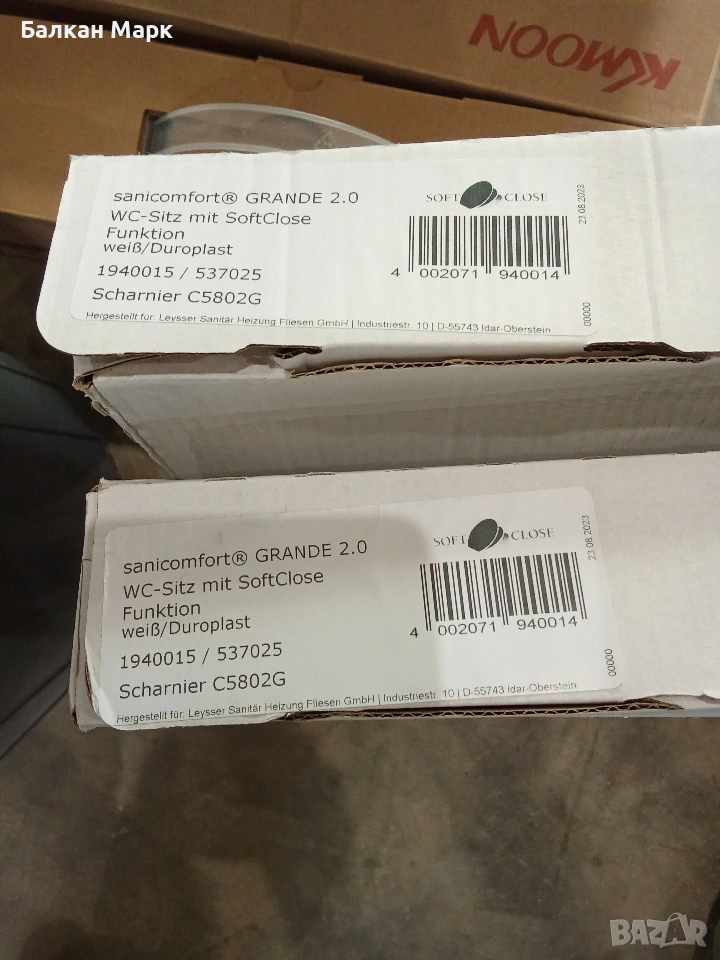 Балкан Марк
KKMOON
sanicomfort® GRANDE 2.0
WC-Sitz mit SoftClose
Funktion
weiß/Duroplast
1940015 / 537025
Scharnier C5802G
Hergestellt für: Leysser Sanitär Heizung Fliesen GmbH | Industriestr. 10 | D-55743 Idar-Oberstein
SOFT CLOSE
4 002071 940014
23.08.2023
00000
sanicomfort® GRANDE 2.0
WC-Sitz mit SoftClose
Funktion
weiß/Duroplast
1940015 / 537025
Scharnier C5802G
Hergestellt für: Leysser Sanitär Heizung Fliesen GmbH | Industriestr. 10 | D-55743 Idar-Oberstein
SOFT CLOSE
4 002071 940014
23.08.2023
00000
BAZAR